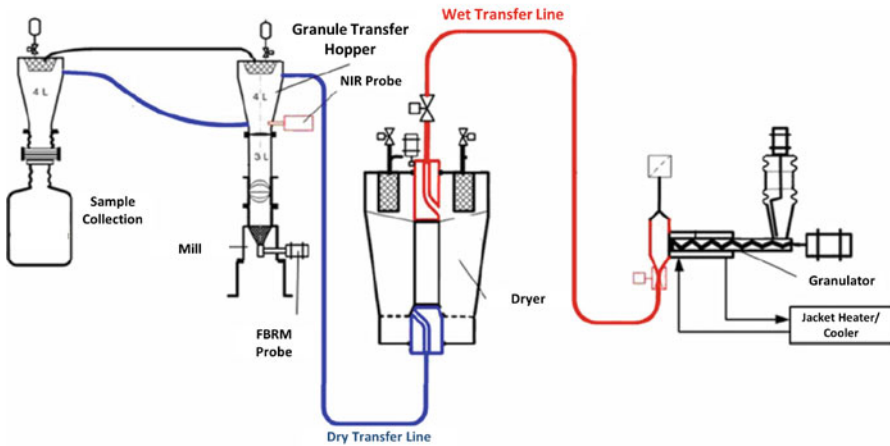 Wet Transfer Line
Granule Transfer
Hopper
NIR Probe
4 L
4 L
3 L
Sample
Collection
Mill
FBRM
Probe
Dryer
Granulator
Jacket Heater/
Cooler
Dry Transfer Line